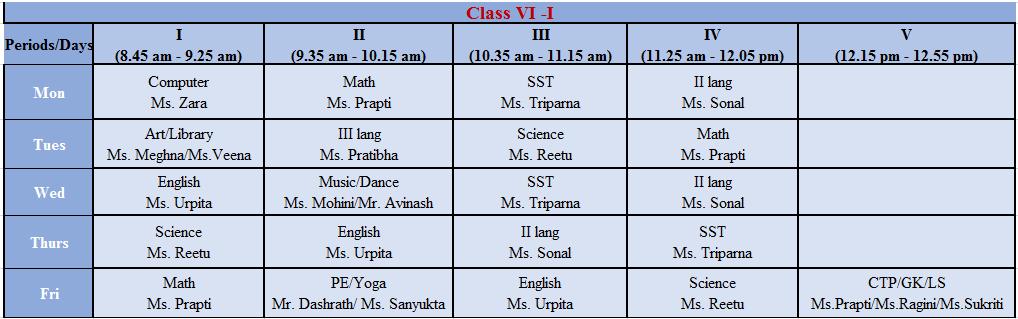 Class VI -I
Periods/Days I II III IV V
(8.45 am - 9.25 am) (9.35 am - 10.15 am) (10.35 am - 11.15 am) (11.25 am - 12.05 pm) (12.15 pm - 12.55 pm)
Mon
Computer Math SST II lang
Ms. Zara Ms. Prapti Ms. Triparna Ms. Sonal
Tues
Art/Library III lang Science Math
Ms. Meghna/Ms.Veena Ms. Pratibha Ms. Reetu Ms. Prapti
Wed
English Music/Dance SST II lang
Ms. Urpita Ms. Mohini/Mr. Avinash Ms. Triparna Ms. Sonal
Thurs
Science English II lang SST
Ms. Reetu Ms. Urpita Ms. Sonal Ms. Triparna
Fri
Math PE/Yoga English Science CTP/GK/LS
Ms. Prapti Mr. Dashrath/ Ms. Sanyukta Ms. Urpita Ms. Reetu Ms.Prapti/Ms.Ragini/Ms.Sukriti